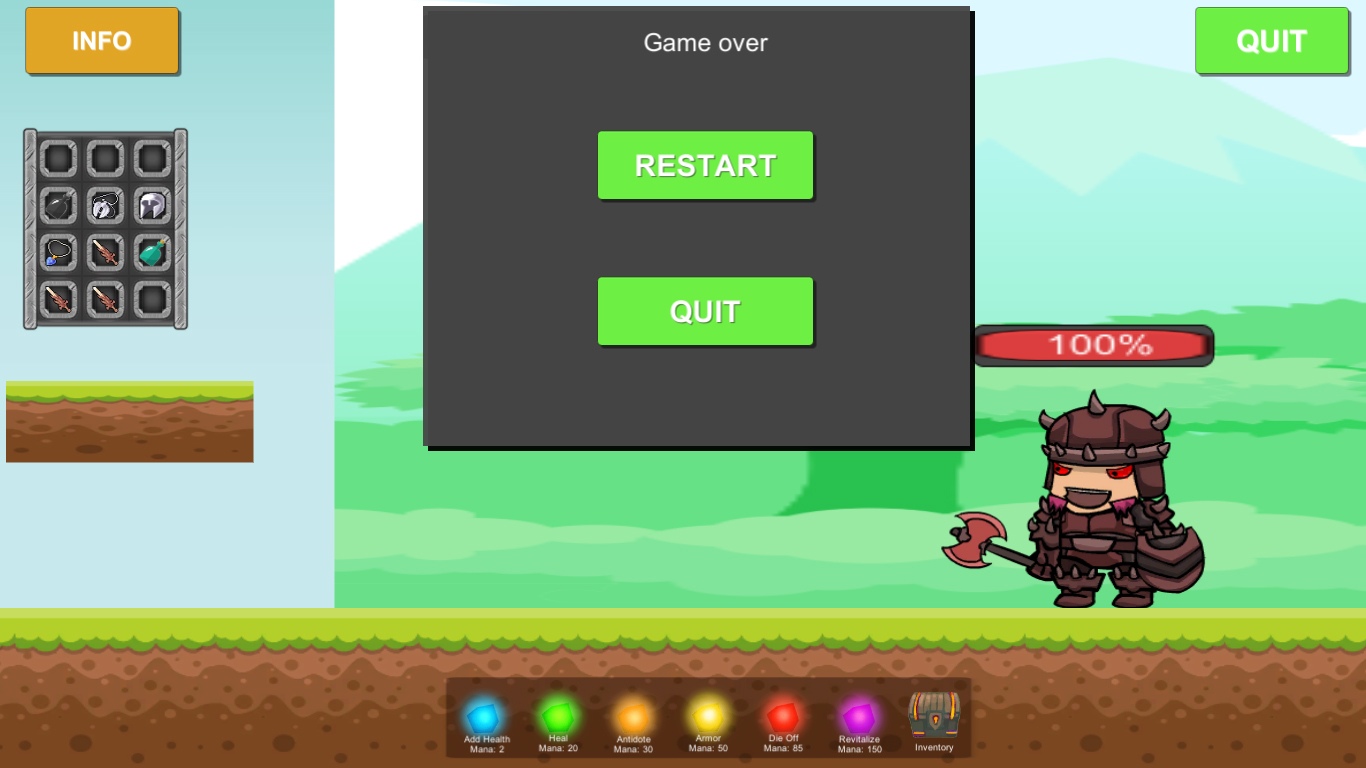 INFO
Game over
QUIT
RESTART
QUIT
100%
Add Health
Mana: 2
Heal
Mana: 20
Antidote
Mana: 30
Armor
Mana: 50
Die Off
Mana: 85
Revitalize
Mana: 150
Inventory